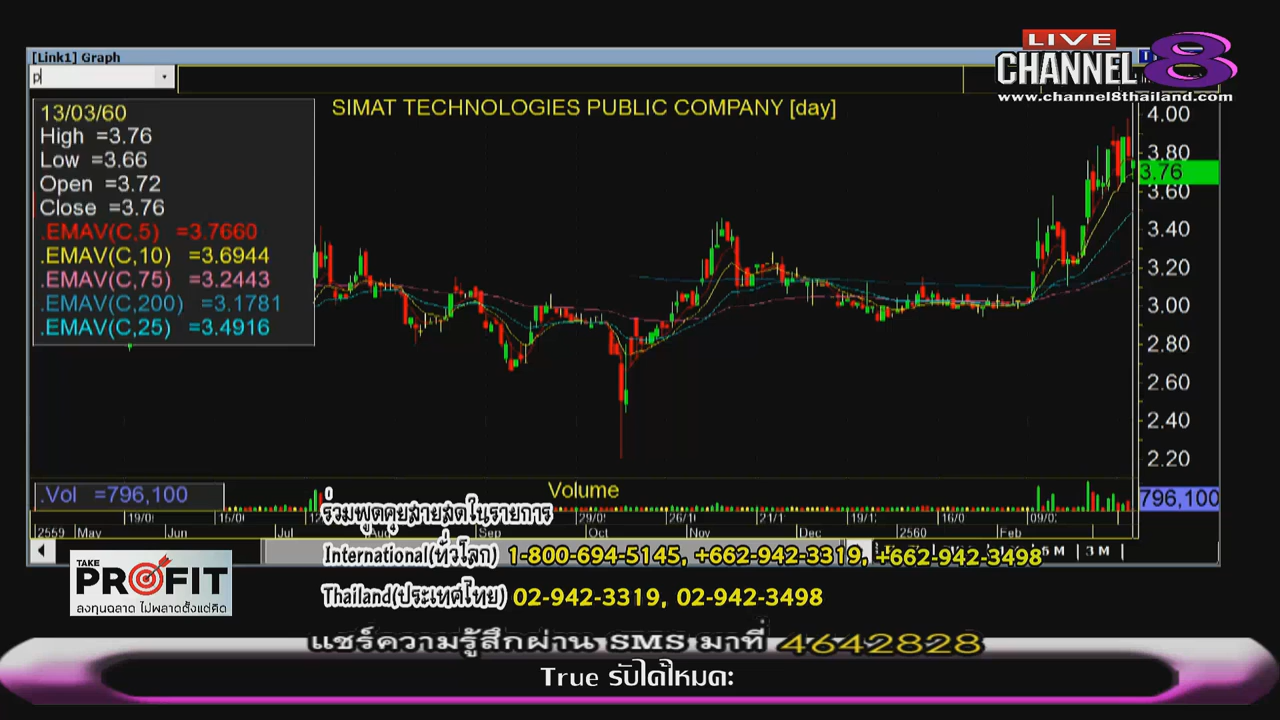 [Link1] Graph
p
LIVE
CHANNEL 8
www.channel8thailand.com
SIMAT TECHNOLOGIES PUBLIC COMPANY [day]
13/03/60
High =3.76
Low =3.66
Open =3.72
Close =3.76
.EMAV(C,5) =3.7660
.EMAV(C,10) =3.6944
.EMAV(C,75) =3.2443
.EMAV(C,200) =3.1781
.EMAV(C,25) =3.4916
4.00
3.80
3.76
3.60
3.40
3.20
3.00
2.80
2.60
2.40
2.20
.Vol =796,100
Volume
796,100
2559 May Jun Jul Aug Sep Oct Nov Dec 2560 Feb
ร่วมพูดคุยสายสดในรายการ
International(ทั่วโลก) 1-800-694-5145, +662-942-3319, +662-942-3498
3 M
Thailand(ประเทศไทย) 02-942-3319, 02-942-3498
TAKE
PROFIT
ลงทุนฉลาด ไม่พลาดตั้งแต่คิด
แชร์ความรู้สึกผ่าน SMS มาที่ 4642828
True รับได้ไหมคะ